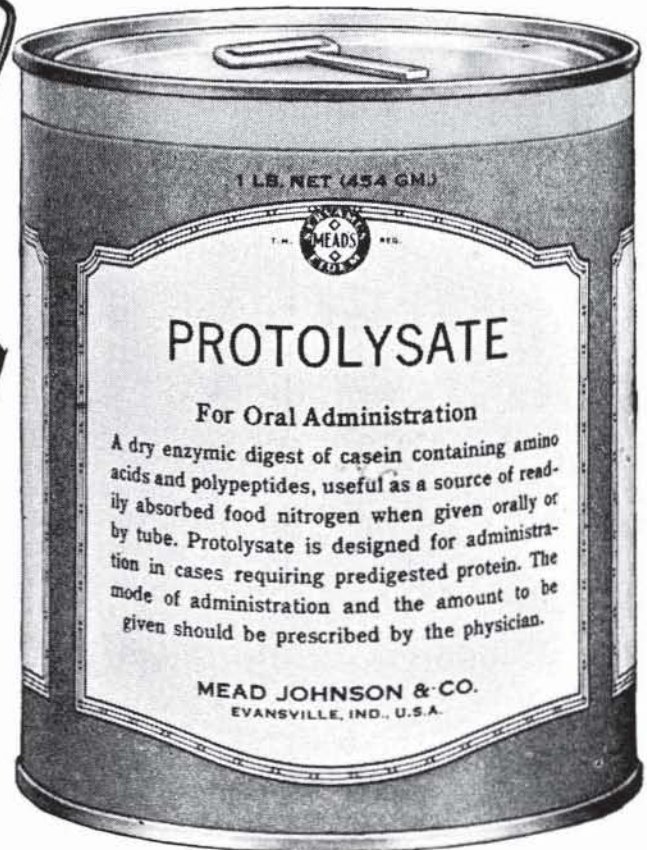 1 LB. NET (454 GM.)
T.M. MEADS REG.
PROTOLYSATE
For Oral Administration
A dry enzymic digest of casein containing amino
acids and polypeptides, useful as a source of read-
ily absorbed food nitrogen when given orally or
by tube. Protolysate is designed for administra-
tion in cases requiring predigested protein. The
mode of administration and the amount to be
given should be prescribed by the physician.
MEAD JOHNSON & CO.
EVANSVILLE, IND., U.S.A.